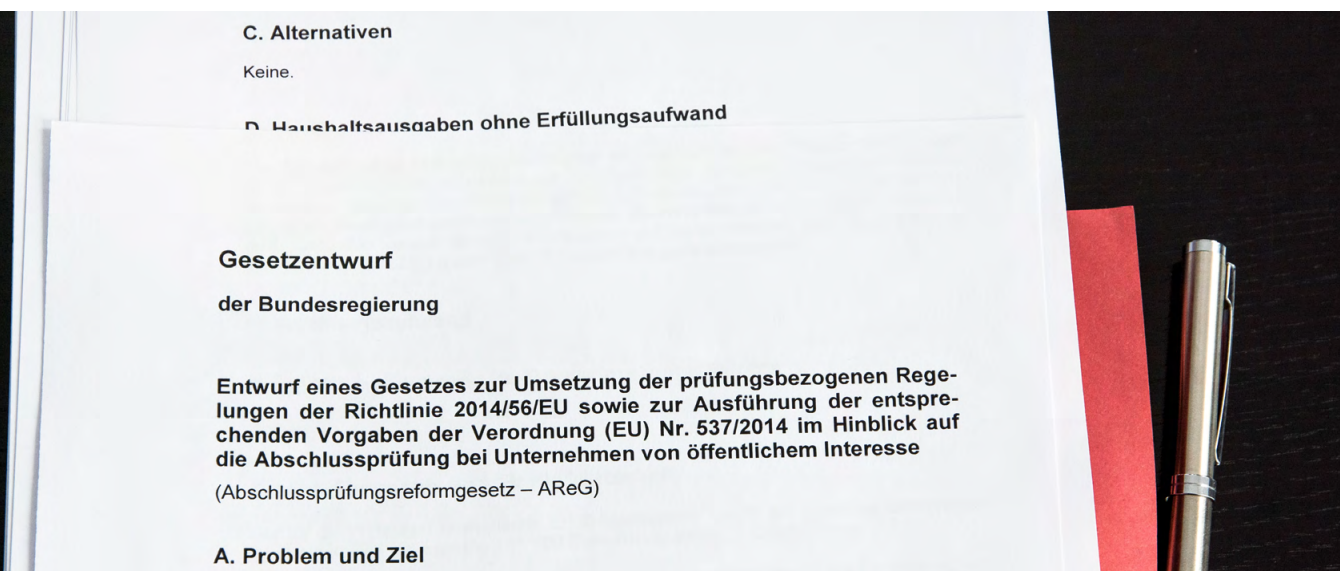 C. Alternativen
Keine.
D. Haushaltsausgaben ohne Erfüllungsaufwand
Gesetzentwurf
der Bundesregierung
Entwurf eines Gesetzes zur Umsetzung der prüfungsbezogenen Rege-
lungen der Richtlinie 2014/56/EU sowie zur Ausführung der entspre-
chenden Vorgaben der Verordnung (EU) Nr. 537/2014 im Hinblick auf
die Abschlussprüfung bei Unternehmen von öffentlichem Interesse
(Abschlussprüfungsreformgesetz – AReG)
A. Problem und Ziel